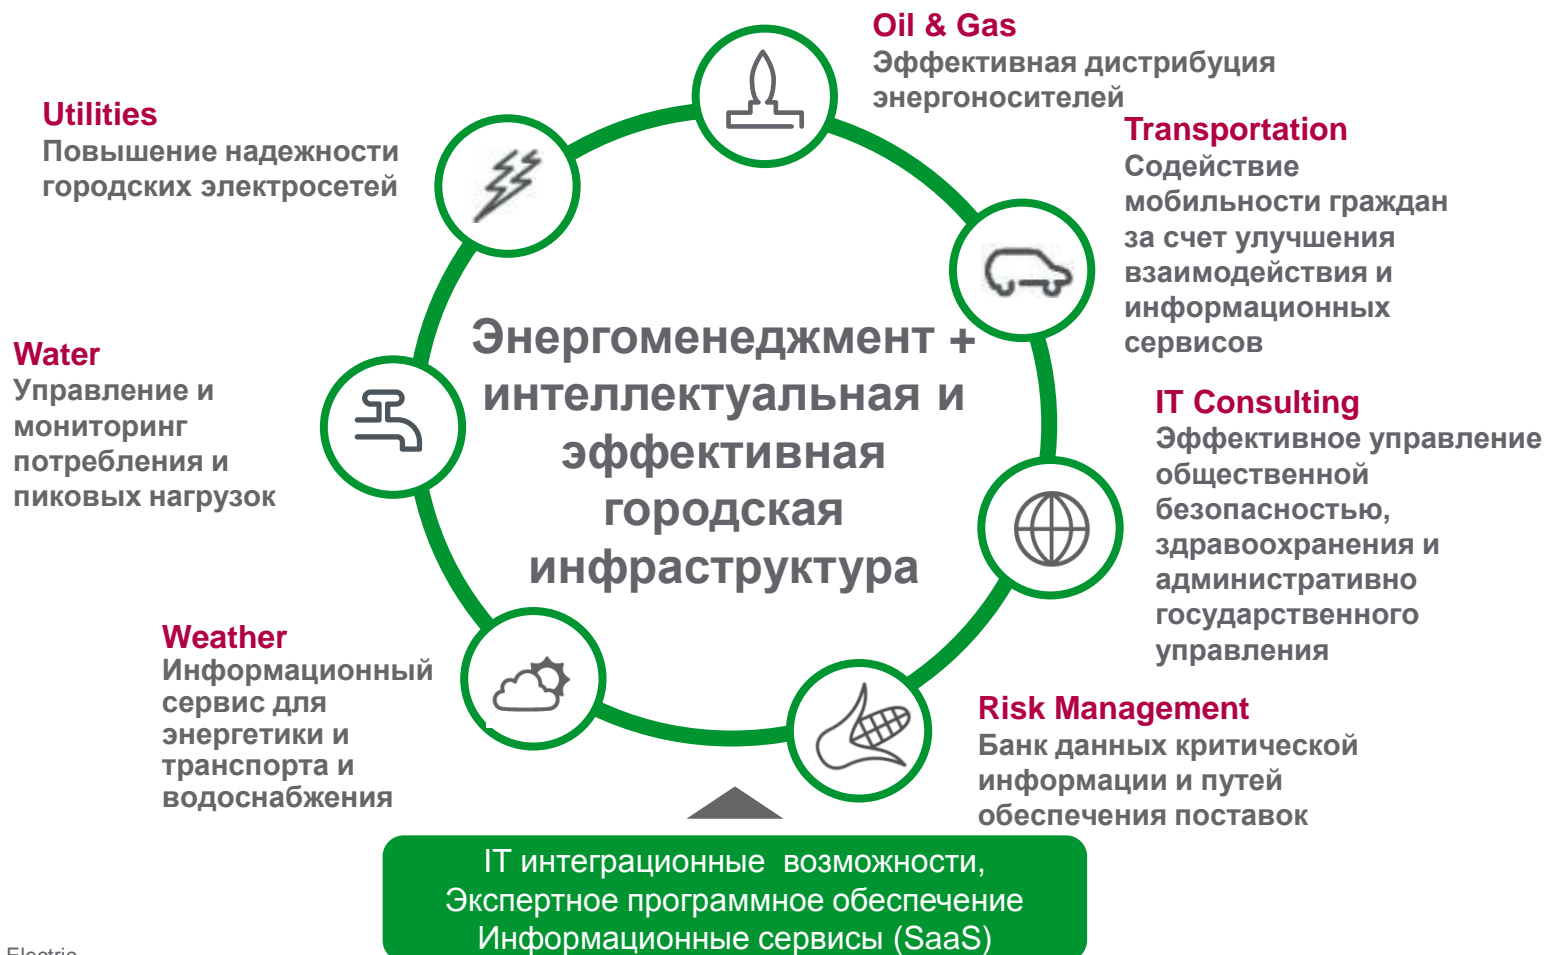 Oil & Gas
Эффективная дистрибуция
энергоносителей
Utilities
Повышение надежности
городских электросетей
Transportation
Содействие
мобильности граждан
за счет улучшения
взаимодействия и
информационных
сервисов
Энергоменеджмент +
интеллектуальная и
эффективная
городская
инфраструктура
Water
Управление и
мониторинг
потребления и
пиковых нагрузок
IT Consulting
Эффективное управление
общественной
безопасностью,
здравоохранения и
административно
государственного
управления
Weather
Информационный
сервис для
энергетики и
транспорта и
водоснабжения
Risk Management
Банк данных критической
информации и путей
обеспечения поставок
IT интеграционные возможности,
Экспертное программное обеспечение
Информационные сервисы (SaaS)
Electric